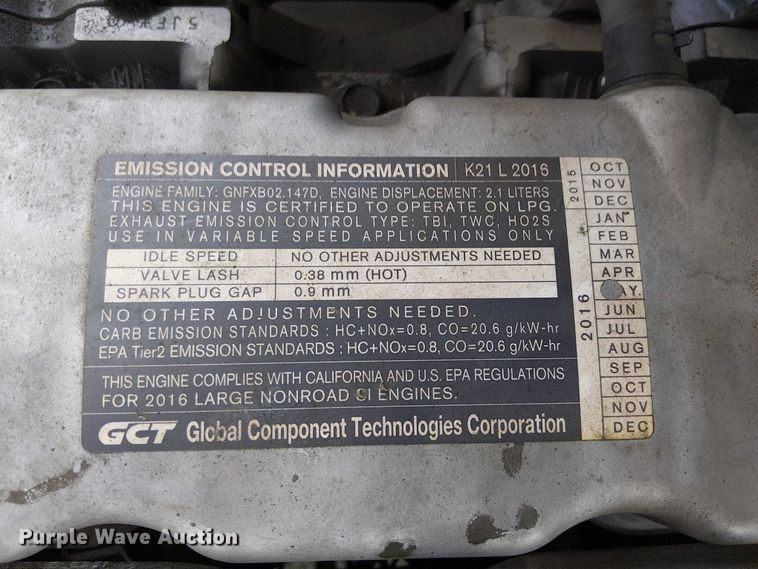 5JF7
EMISSION CONTROL INFORMATION K21 L 2016
ENGINE FAMILY: GNFXB02.147D, ENGINE DISPLACEMENT: 2.1 LITERS
THIS ENGINE IS CERTIFIED TO OPERATE ON LPG.
EXHAUST EMISSION CONTROL TYPE: TBI, TWC, HO2S
USE IN VARIABLE SPEED APPLICATIONS ONLY
IDLE SPEED NO OTHER ADJUSTMENTS NEEDED
VALVE LASH 0.38 mm (HOT)
SPARK PLUG GAP 0.9 mm
NO OTHER ADJUSTMENTS NEEDED.
CARB EMISSION STANDARDS : HC+NOx=0.8, CO=20.6 g/kW-hr
EPA Tier2 EMISSION STANDARDS : HC+NOx=0.8, CO=20.6 g/kW-hr
THIS ENGINE COMPLIES WITH CALIFORNIA AND U.S. EPA REGULATIONS
FOR 2016 LARGE NONROAD SI ENGINES.
GCT Global Component Technologies Corporation
2015
OCT
NOV
DEC
2016
JAN
FEB
MAR
APR
MAY
JUN
JUL
AUG
SEP
OCT
NOV
DEC
Purple Wave Auction